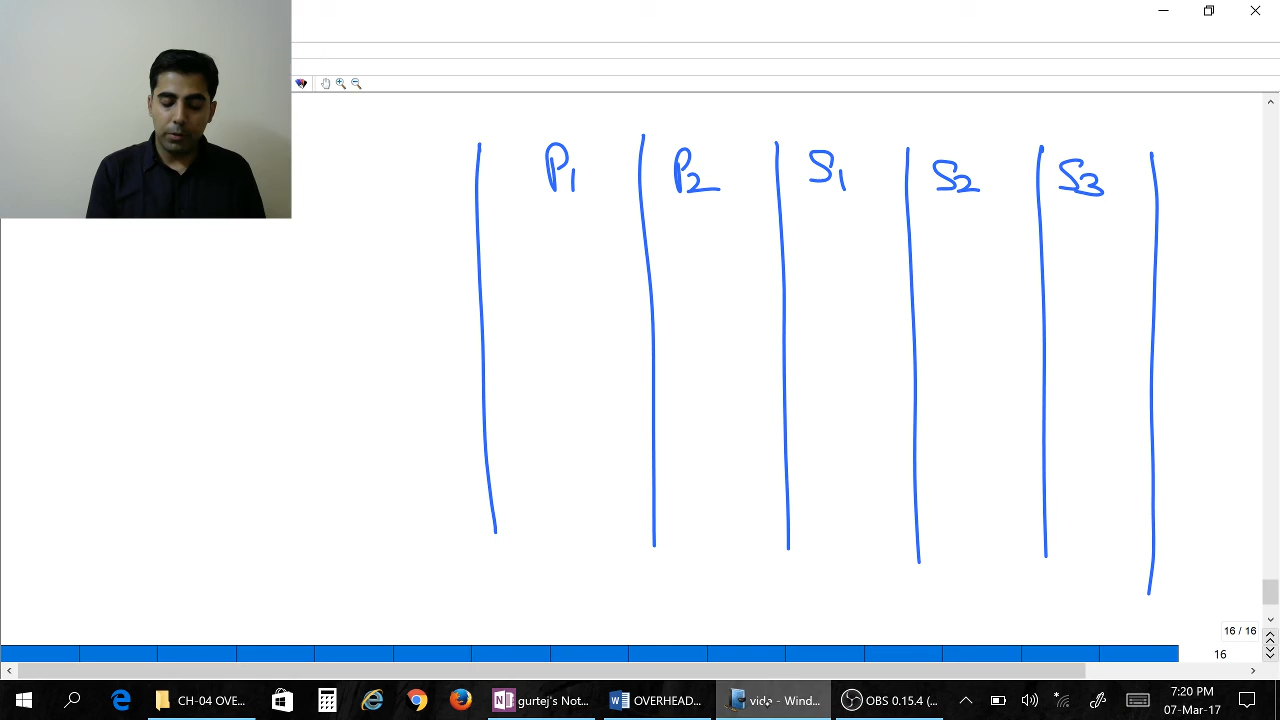 P1 P2 S1 S2 S3
16 / 16
16
CH-04 OVE...
gurtej's Not...
OVERHEAD...
vido - Wind...
OBS 0.15.4 (...
7:20 PM
07-Mar-17